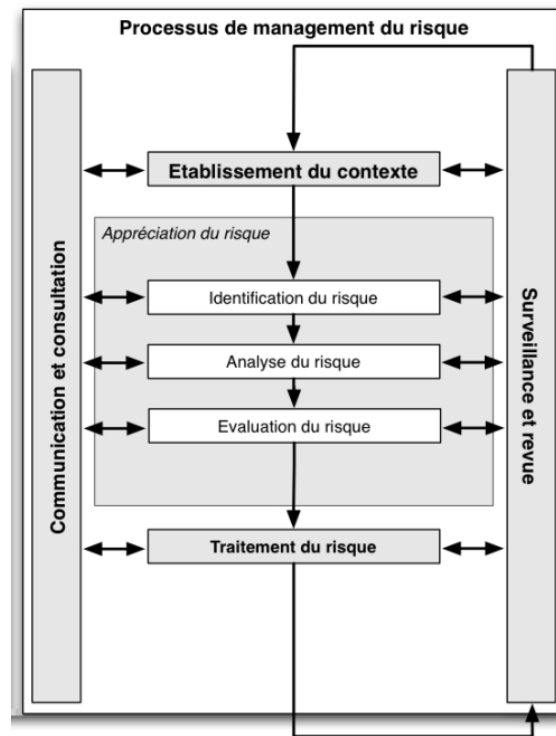 Processus de management du risque
Communication et consultation
Etablissement du contexte
Appréciation du risque
Identification du risque
Analyse du risque
Evaluation du risque
Traitement du risque
Surveillance et revue